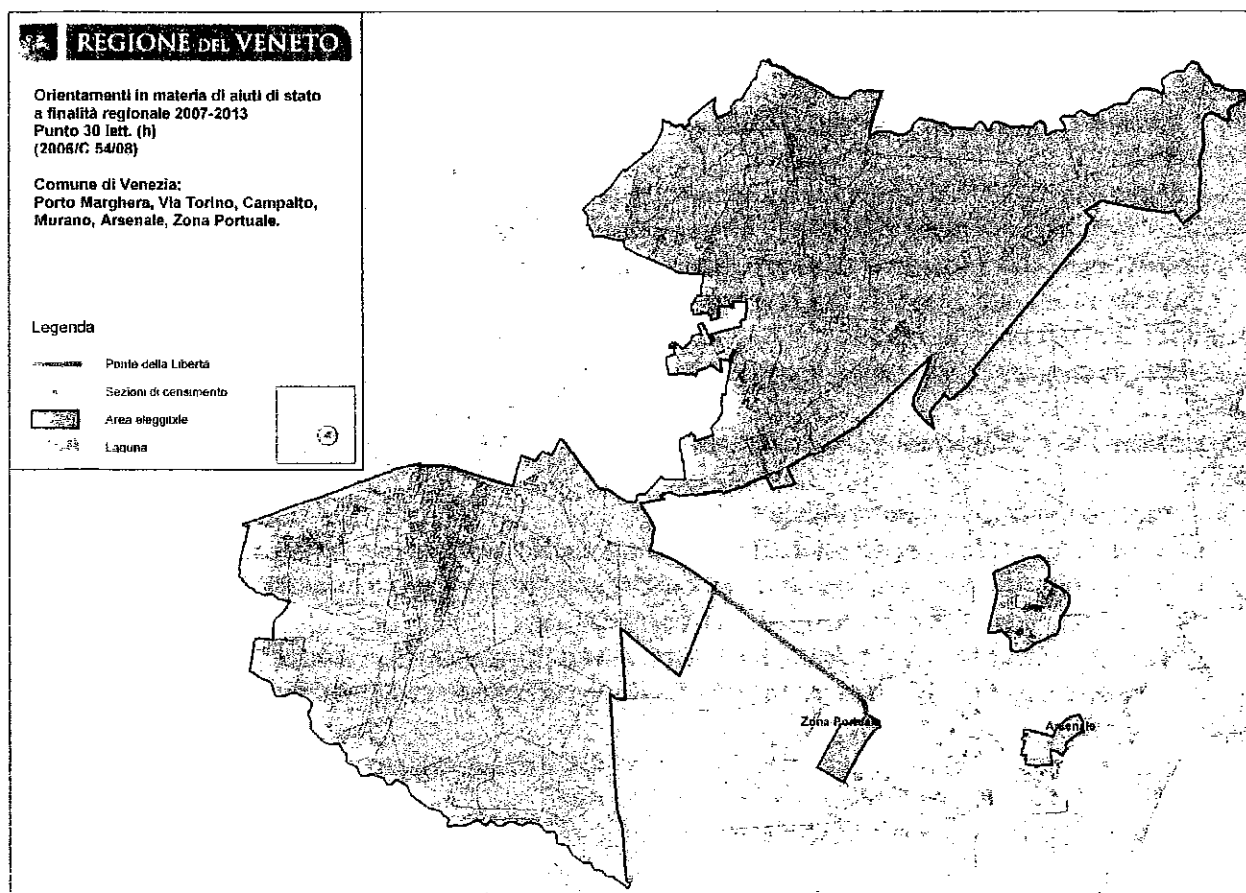 REGIONE DEL VENETO
Orientamenti in materia di aiuti di stato
a finalità regionale 2007-2013
Punto 30 lett. (h)
(2006/C 54/08)
Comune di Venezia:
Porto Marghera, Via Torino, Campalto,
Murano, Arsenale, Zona Portuale.
Legenda
Ponte della Libertà
Sezioni di censimento
Area eleggibile
Laguna
Zona Portuale
Arsenale